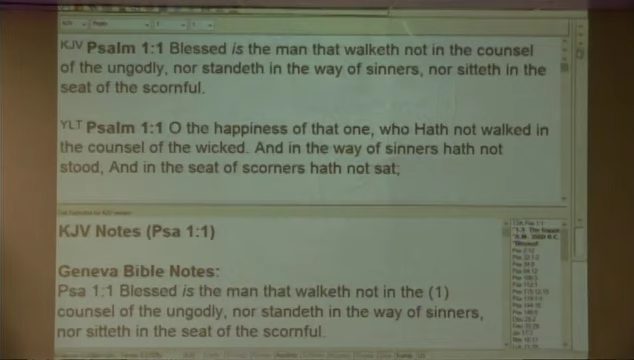 KJV Psalm 1:1 Blessed is the man that walketh not in the counsel
of the ungodly, nor standeth in the way of sinners, nor sitteth in the
seat of the scornful.
YLT Psalm 1:1 O the happiness of that one, who Hath not walked in
the counsel of the wicked. And in the way of sinners hath not
stood, And in the seat of scorners hath not sat;
KJV Notes (Psa 1:1)
Geneva Bible Notes:
Psa 1:1 Blessed is the man that walketh not in the (1)
counsel of the ungodly, nor standeth in the way of sinners,
nor sitteth in the seat of the scornful.